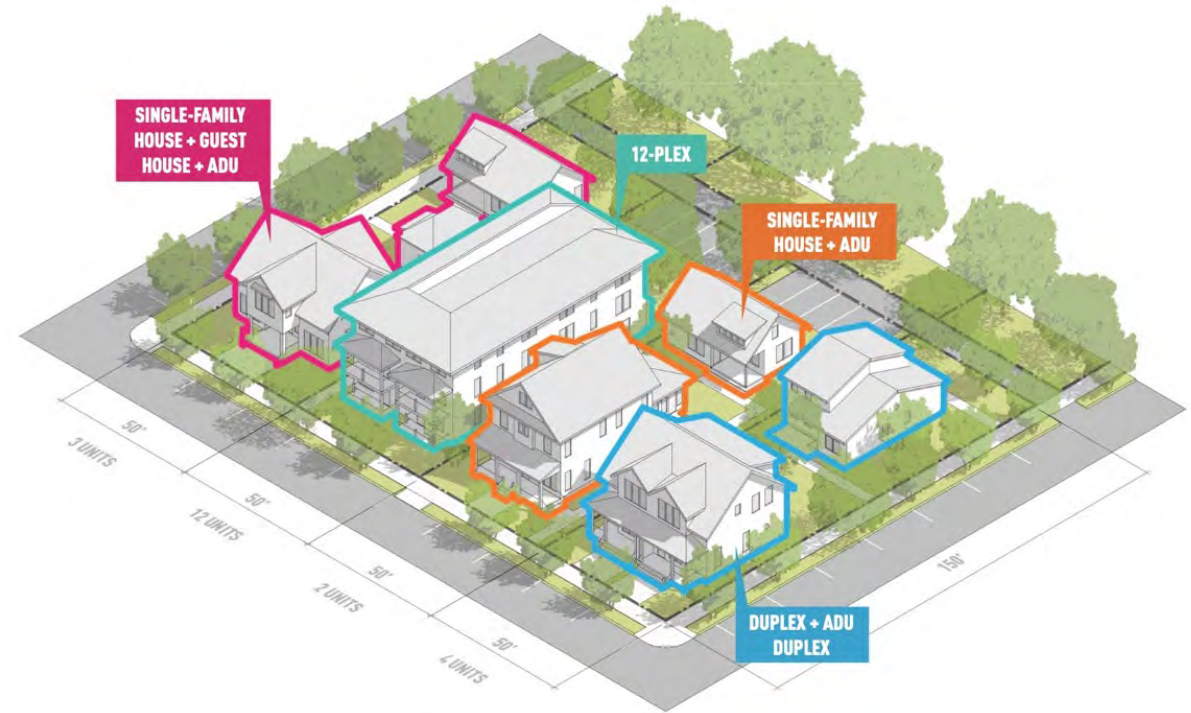 SINGLE-FAMILY
HOUSE + GUEST
HOUSE + ADU
12-PLEX
SINGLE-FAMILY
HOUSE + ADU
DUPLEX + ADU
DUPLEX
50'
3 UNITS
50'
12 UNITS
50'
2 UNITS
50'
4 UNITS
150'